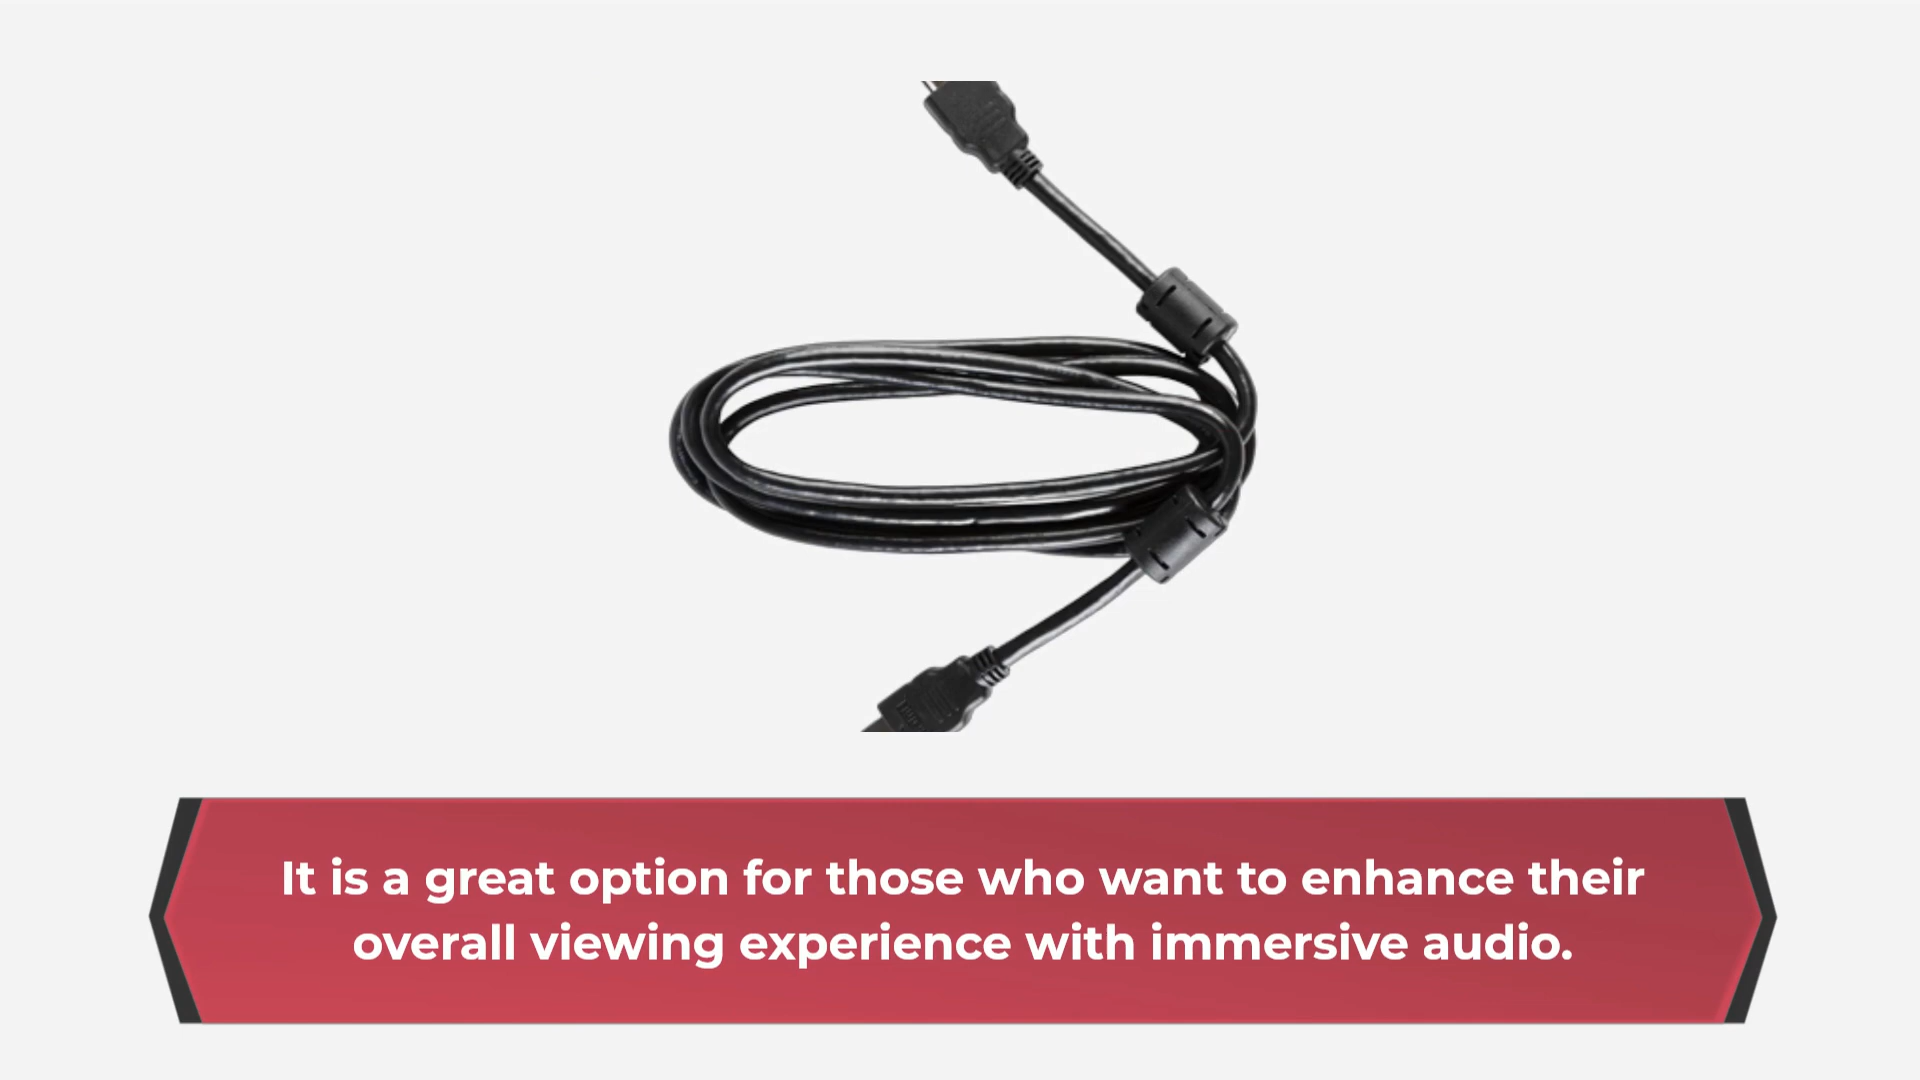 It is a great option for those who want to enhance their
overall viewing experience with immersive audio.